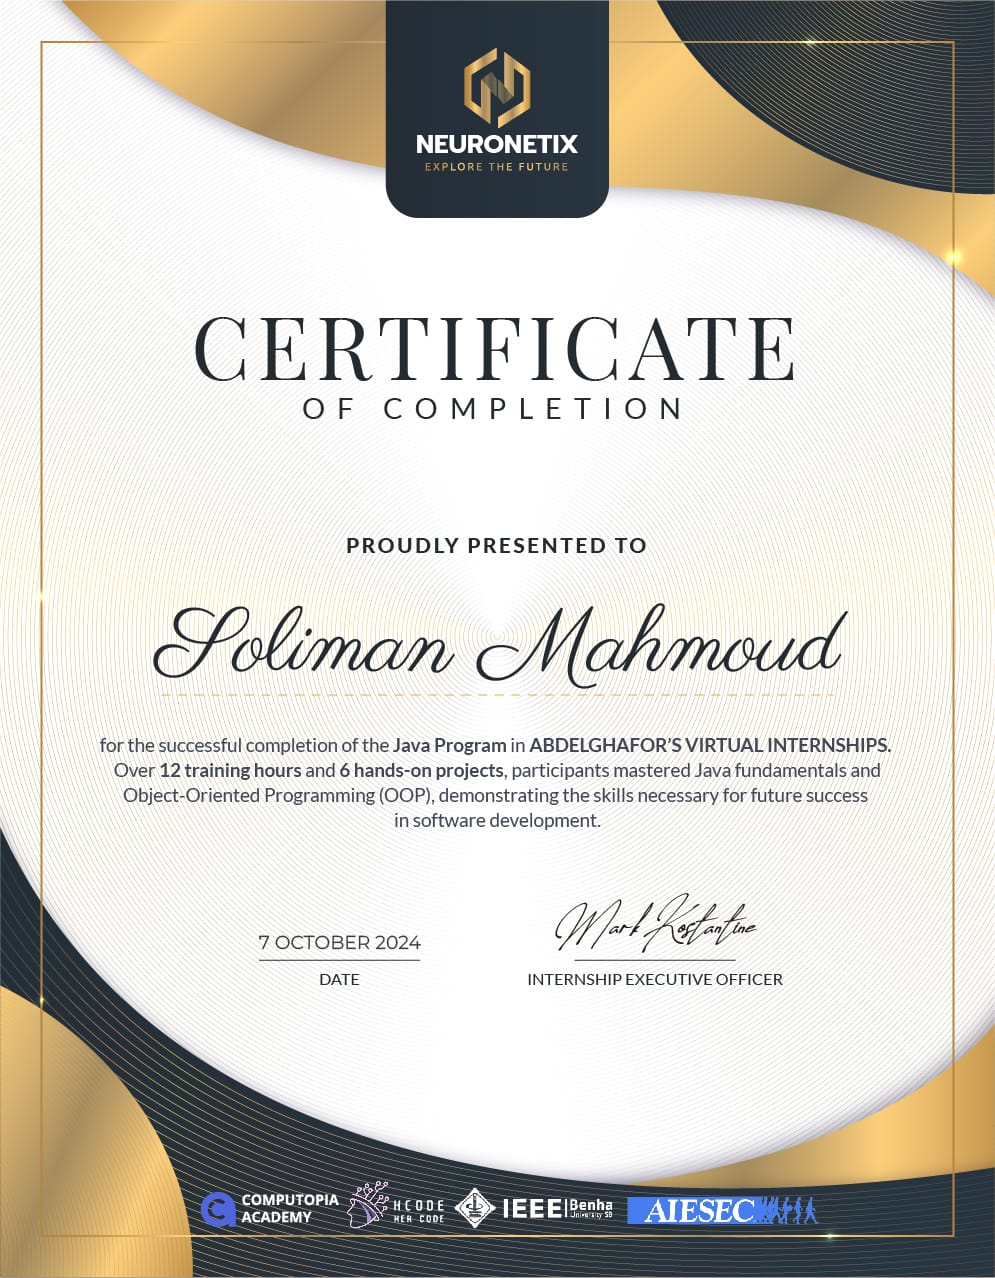 NEURONETIX
EXPLORE THE FUTURE
CERTIFICATE
OF COMPLETION
PROUDLY PRESENTED TO
Soliman Mahmoud
for the successful completion of the Java Program in ABDELGHAFOR'S VIRTUAL INTERNSHIPS.
Over 12 training hours and 6 hands-on projects, participants mastered Java fundamentals and
Object-Oriented Programming (OOP), demonstrating the skills necessary for future success
in software development.
7 OCTOBER 2024
DATE
Mark Kostantine
INTERNSHIP EXECUTIVE OFFICER
COMPUTOPIA
ACADEMY
HCODE
HER CODE
IEEE
Benha
University SB
AIESEC